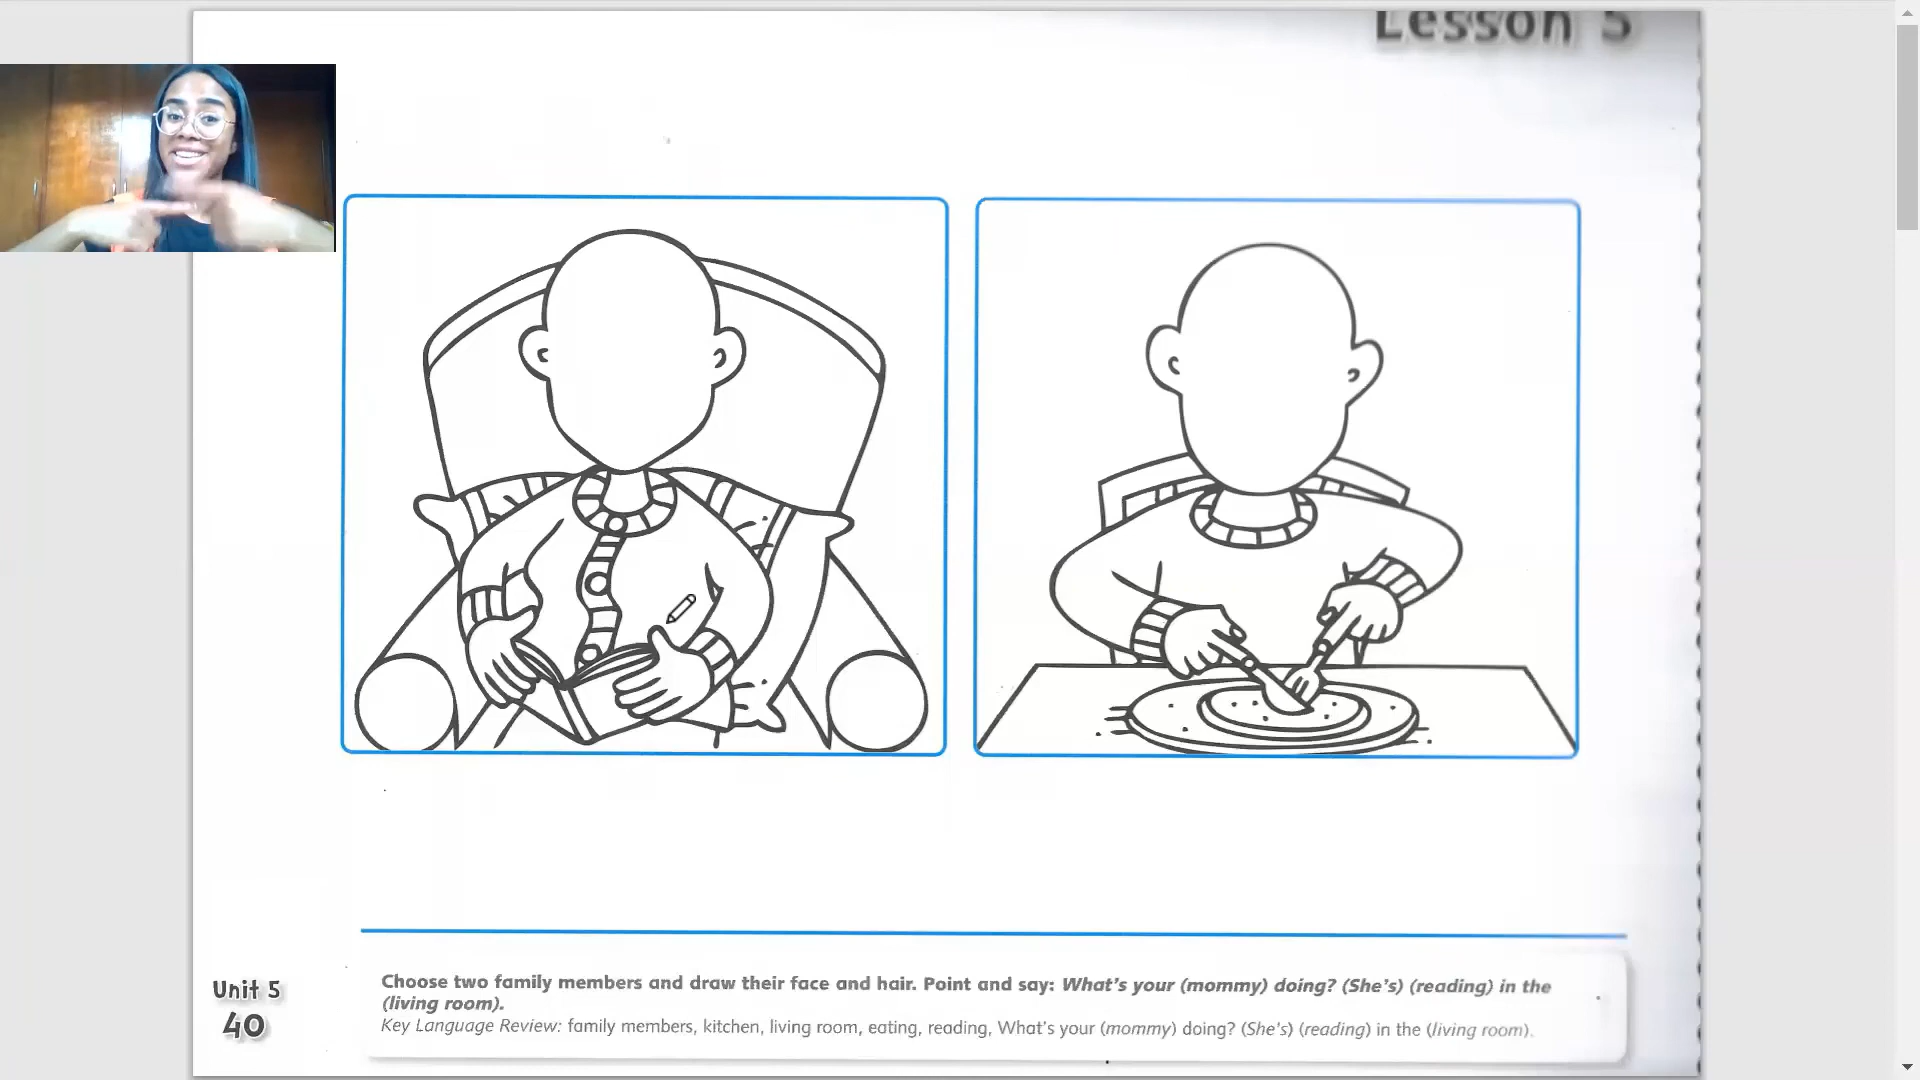 Lesson 5
Choose two family members and draw their face and hair. Point and say: What's your (mommy) doing? (She's) (reading) in the
(living room).
Key Language Review: family members, kitchen, living room, eating, reading, What's your (mommy) doing? (She's) (reading) in the (living room).
Unit 5
40